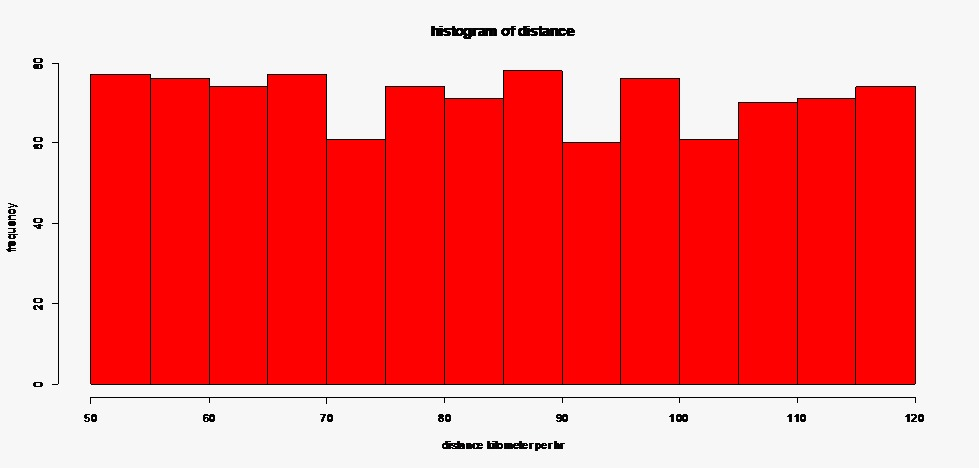 histogram of distance
80
60
40
20
0
frequency
50 60 70 80 90 100 110 120
distance kilometer per hr